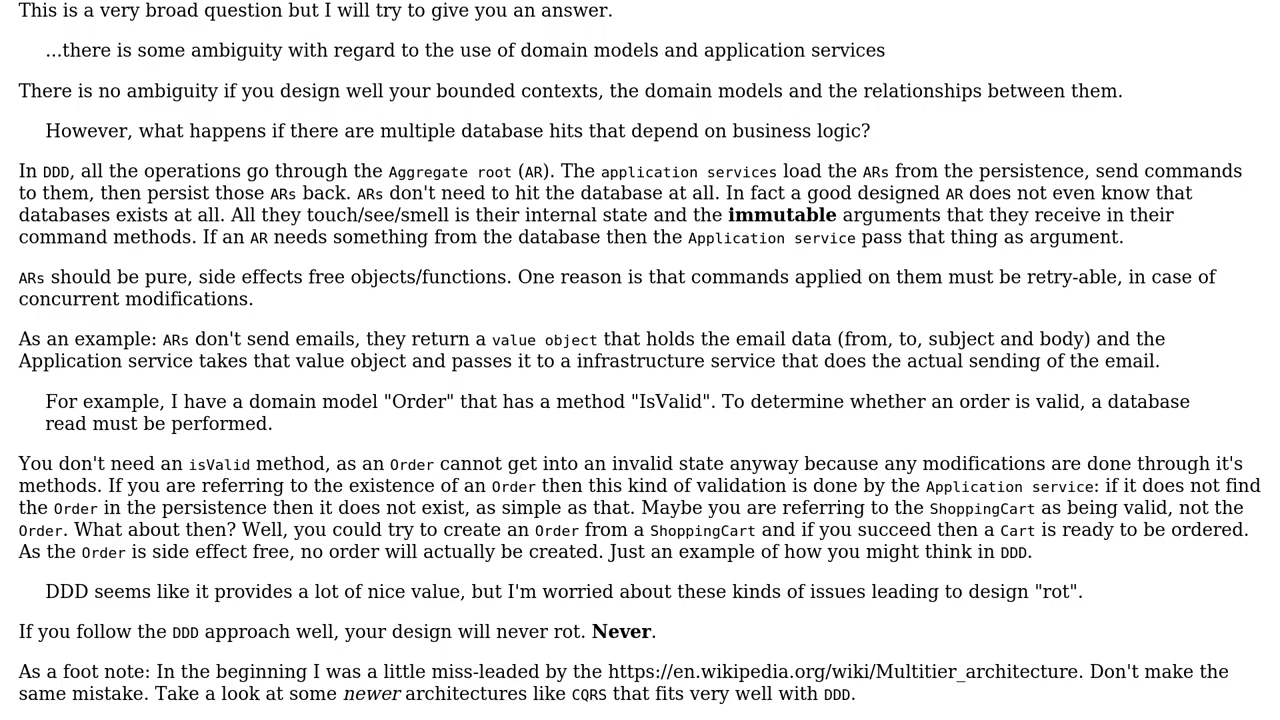 This is a very broad question but I will try to give you an answer.
...there is some ambiguity with regard to the use of domain models and application services
There is no ambiguity if you design well your bounded contexts, the domain models and the relationships between them.
However, what happens if there are multiple database hits that depend on business logic?
In DDD, all the operations go through the Aggregate root (AR). The application services load the ARs from the persistence, send commands
to them, then persist those ARs back. ARs don't need to hit the database at all. In fact a good designed AR does not even know that
databases exists at all. All they touch/see/smell is their internal state and the immutable arguments that they receive in their
command methods. If an AR needs something from the database then the Application service pass that thing as argument.
ARs should be pure, side effects free objects/functions. One reason is that commands applied on them must be retry-able, in case of
concurrent modifications.
As an example: ARs don't send emails, they return a value object that holds the email data (from, to, subject and body) and the
Application service takes that value object and passes it to a infrastructure service that does the actual sending of the email.
For example, I have a domain model "Order" that has a method "IsValid". To determine whether an order is valid, a database
read must be performed.
You don't need an isValid method, as an Order cannot get into an invalid state anyway because any modifications are done through it's
methods. If you are referring to the existence of an Order then this kind of validation is done by the Application service: if it does not find
the Order in the persistence then it does not exist, as simple as that. Maybe you are referring to the ShoppingCart as being valid, not the
Order. What about then? Well, you could try to create an Order from a ShoppingCart and if you succeed then a Cart is ready to be ordered.
As the Order is side effect free, no order will actually be created. Just an example of how you might think in DDD.
DDD seems like it provides a lot of nice value, but I'm worried about these kinds of issues leading to design "rot".
If you follow the DDD approach well, your design will never rot. Never.
As a foot note: In the beginning I was a little miss-leaded by the https://en.wikipedia.org/wiki/Multitier_architecture. Don't make the
same mistake. Take a look at some newer architectures like CQRS that fits very well with DDD.